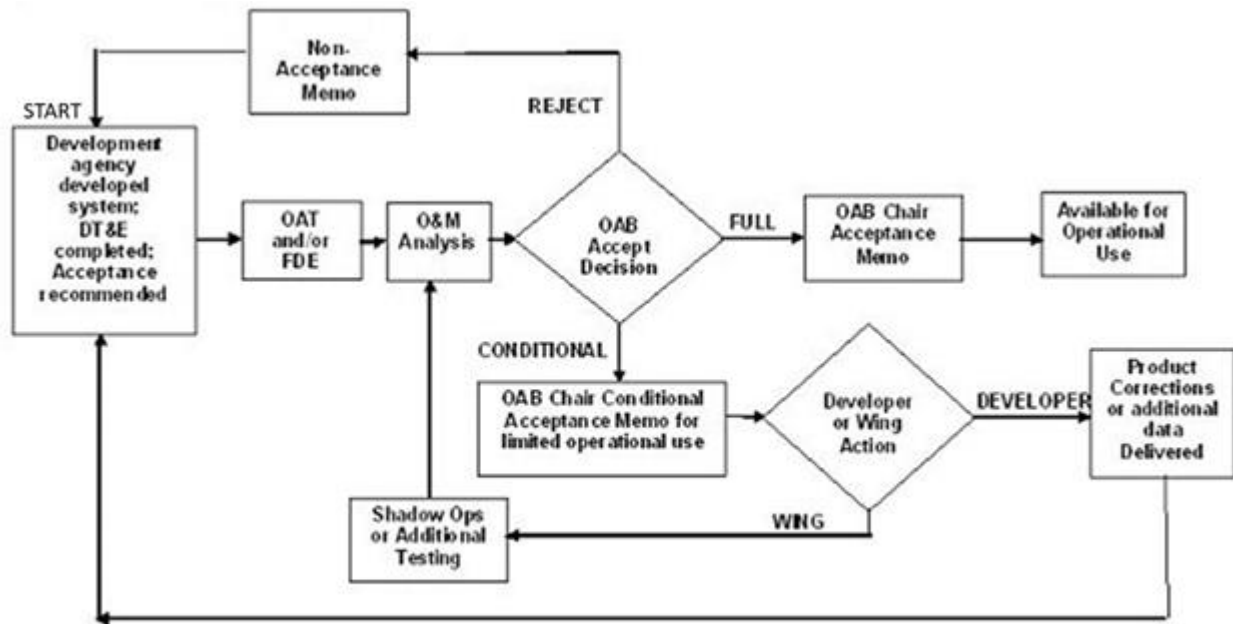 Non-
Acceptance
Memo
START
REJECT
Development
agency
developed
system;
DT&E
completed;
Acceptance
recommended
OAT
and/or
FDE
O&M
Analysis
OAB
Accept
Decision
FULL
OAB Chair
Acceptance
Memo
Available for
Operational
Use
CONDITIONAL
OAB Chair Conditional
Acceptance Memo for
limited operational use
Developer
or Wing
Action
DEVELOPER
Product
Corrections
or additional
data
Delivered
WING
Shadow Ops
or Additional
Testing